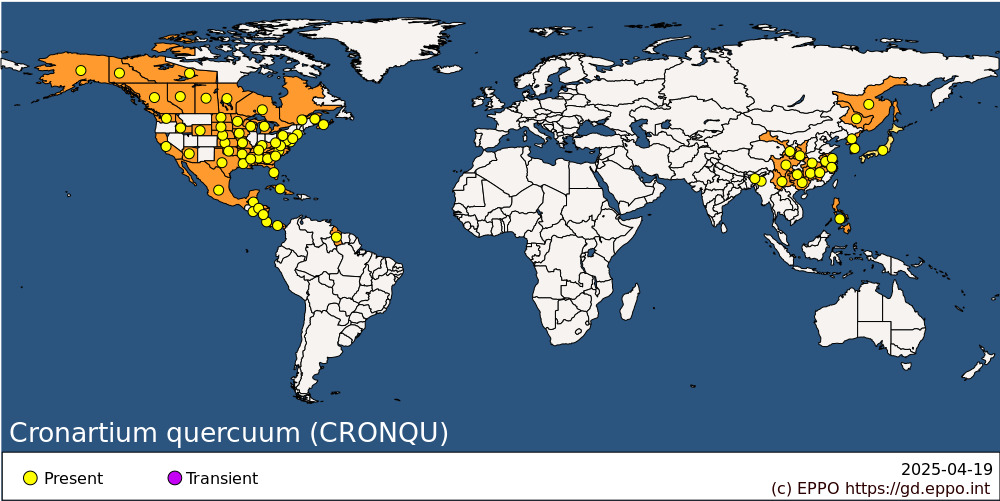 Cronartium quercuum (CRONQU)
Present
Transient
2025-04-19
(c) EPPO https://gd.eppo.int